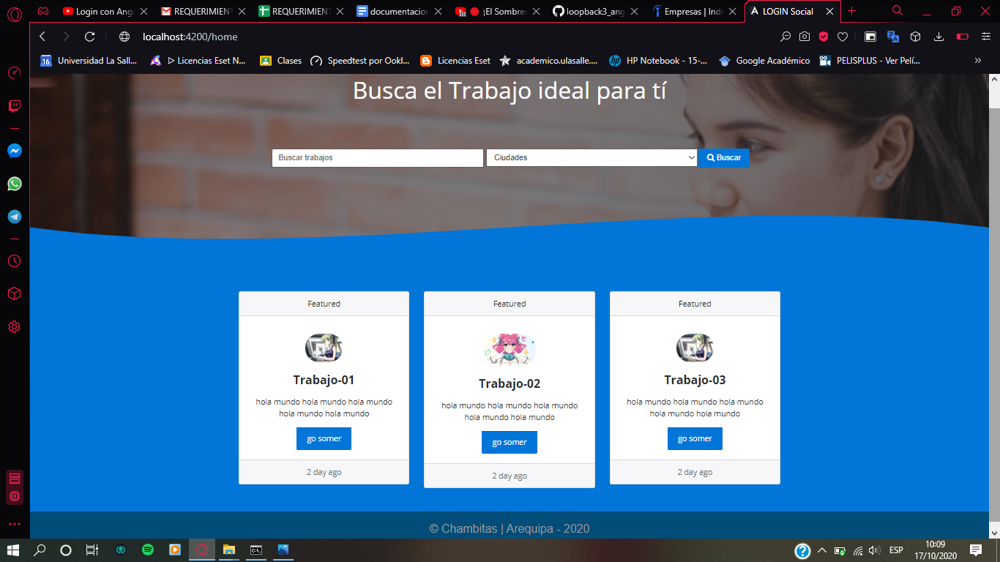 Login con Ang
REQUERIMIENT
REQUERIMIENT
documentacion
¡El Sombrer
loopback3_ang
Empresas | Inde
LOGIN Social
localhost:4200/home
16
Universidad La Sall...
ᐅ Licencias Eset N...
Clases
Speedtest por Ookl...
Licencias Eset
academico.ulasalle....
HP Notebook - 15-...
Google Académico
PELISPLUS - Ver Pelí...
»
Busca el Trabajo ideal para tí
Buscar trabajos
Ciudades
Buscar
Featured
Featured
Featured
Trabajo-01
Trabajo-02
Trabajo-03
hola mundo hola mundo hola mundo
hola mundo hola mundo
hola mundo hola mundo hola mundo
hola mundo hola mundo
hola mundo hola mundo hola mundo
hola mundo hola mundo
go somer
go somer
go somer
2 day ago
2 day ago
2 day ago
© Chambitas | Arequipa - 2020
ESP
10:09
17/10/2020